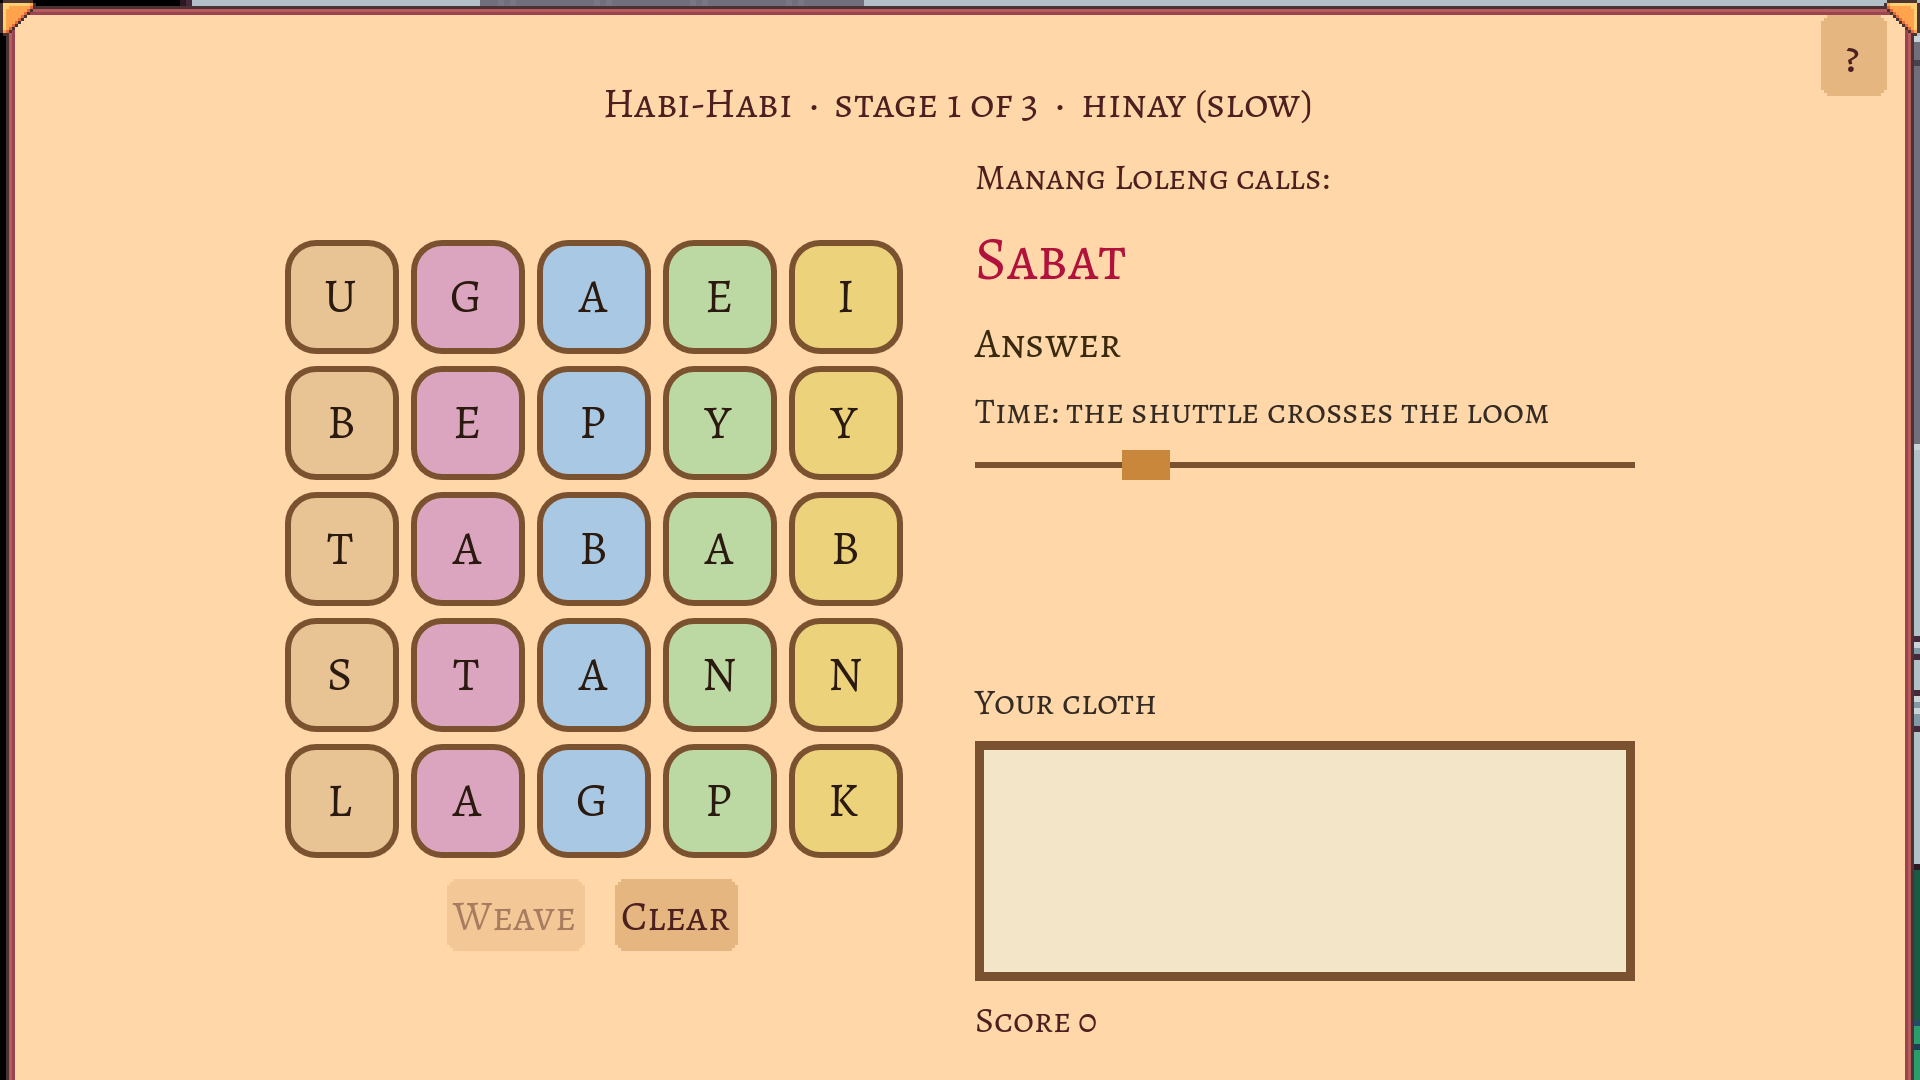 ?
Habi-Habi · stage 1 of 3 · hinay (slow)
Manang Loleng calls:
Sabat
Answer
Time: the shuttle crosses the loom
U G A E I
B E P Y Y
T A B A B
S T A N N
L A G P K
Weave Clear
Your cloth
Score 0